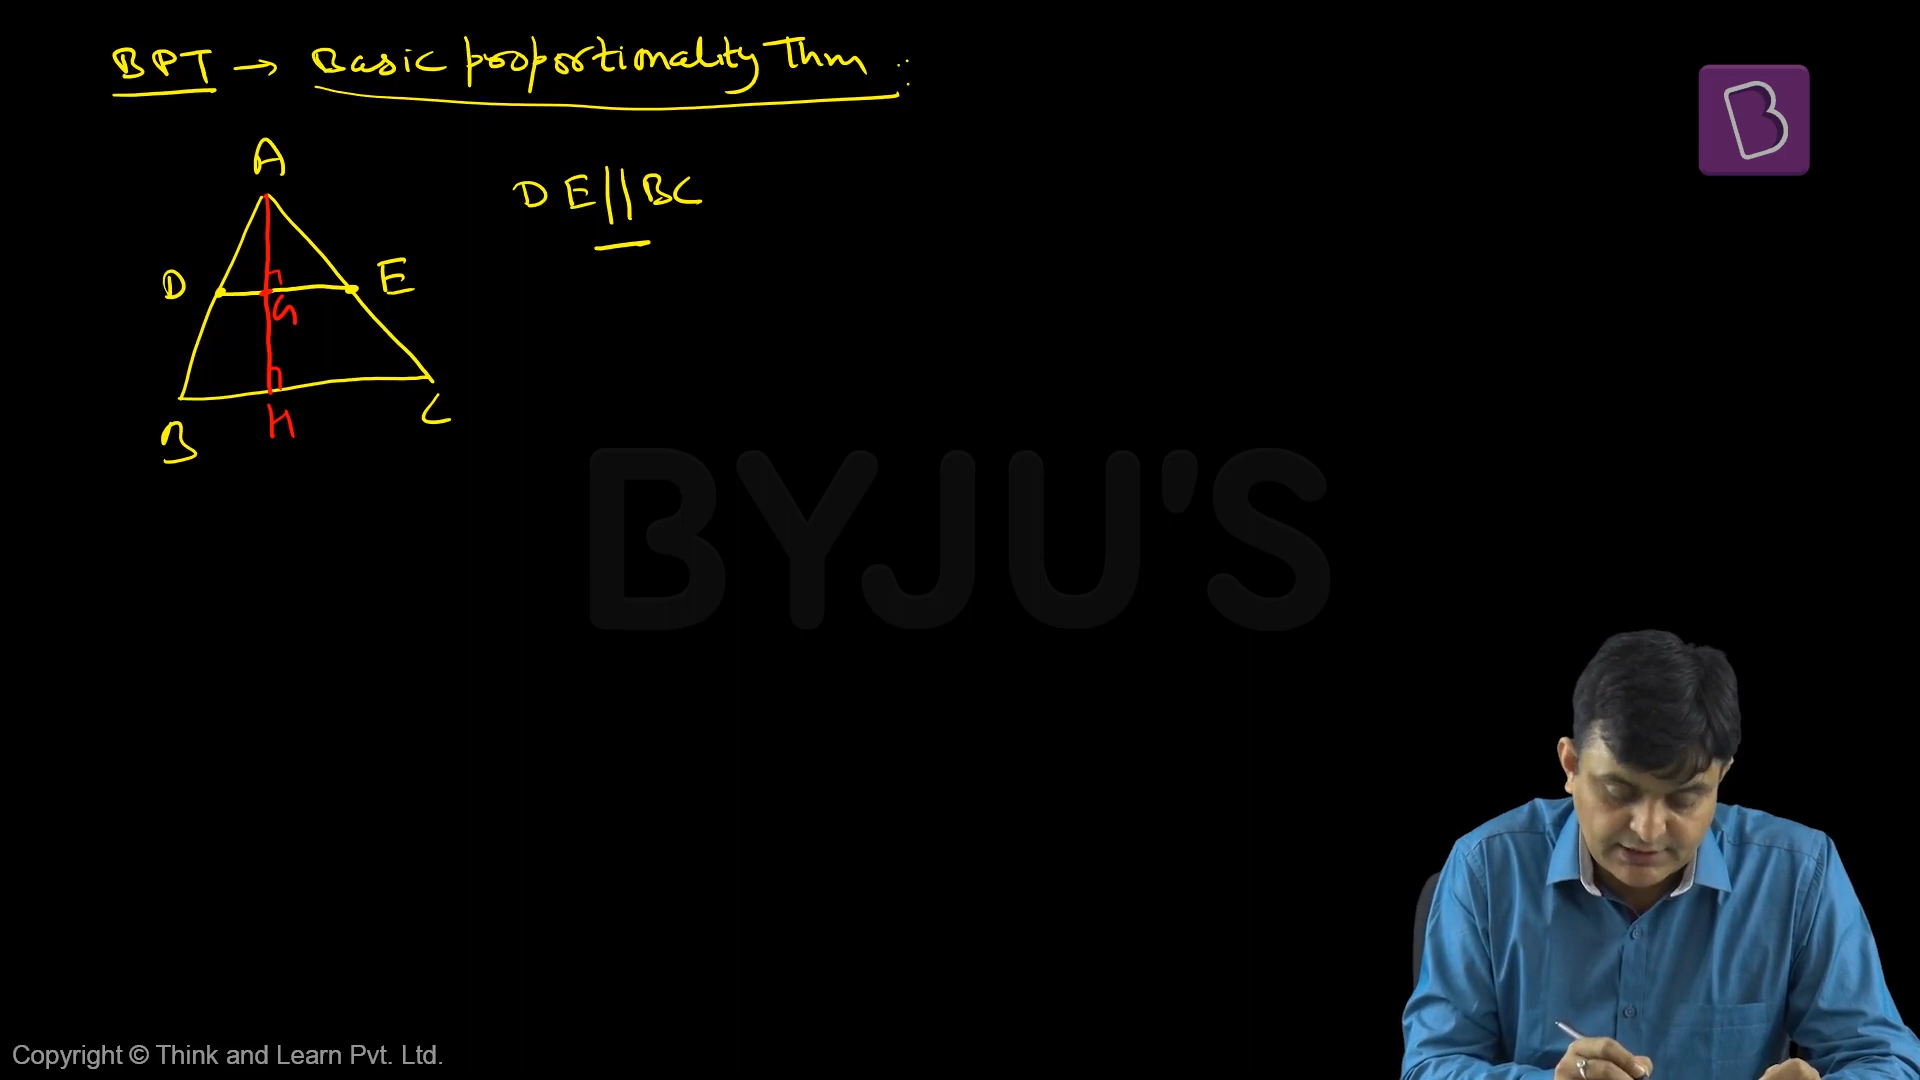 BPT → Basic proportionality Thm :
A
DE||BC
D
E
G
B
H
C
BYJU'S
B
Copyright © Think and Learn Pvt. Ltd.